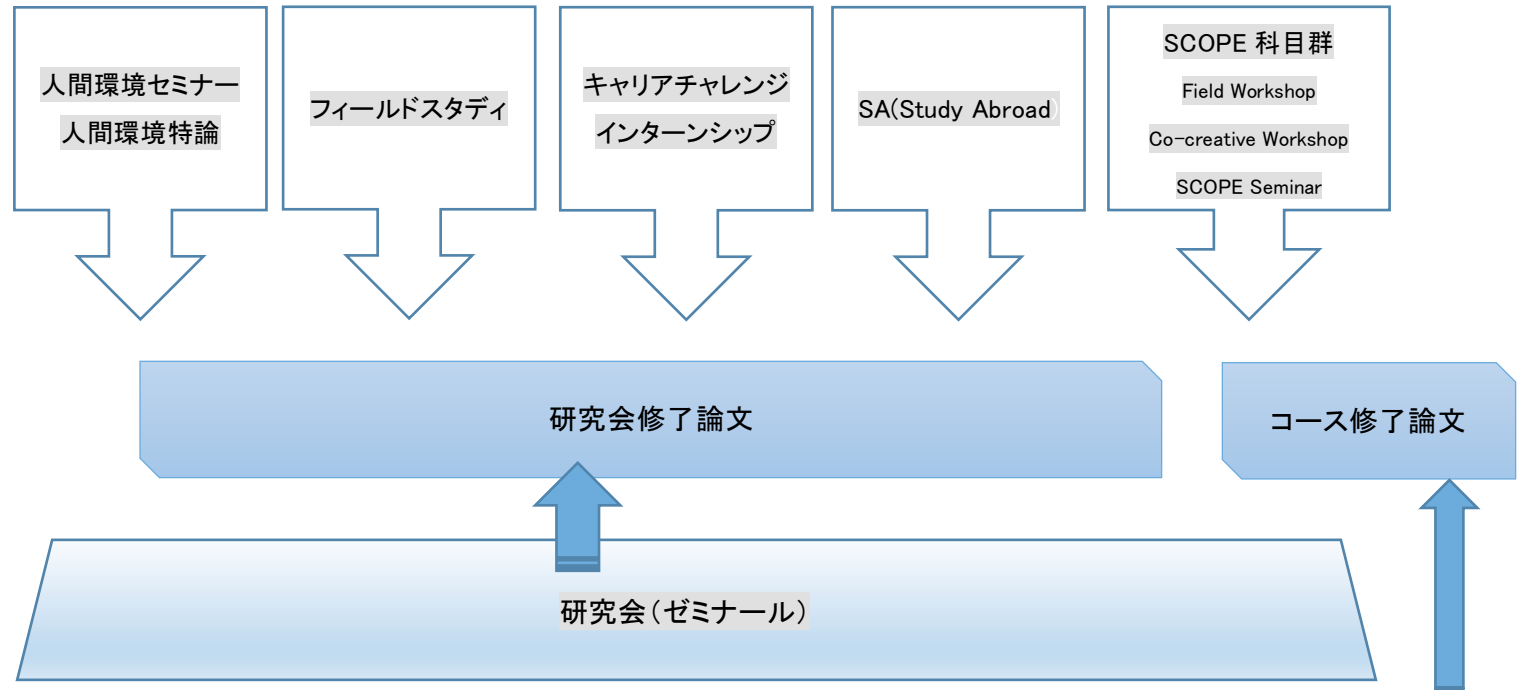 人間環境セミナー
人間環境特論
フィールドスタディ
キャリアチャレンジ
インターンシップ
SA(Study Abroad)
SCOPE 科目群
Field Workshop
Co-creative Workshop
SCOPE Seminar
研究会修了論文
コース修了論文
研究会(ゼミナール)